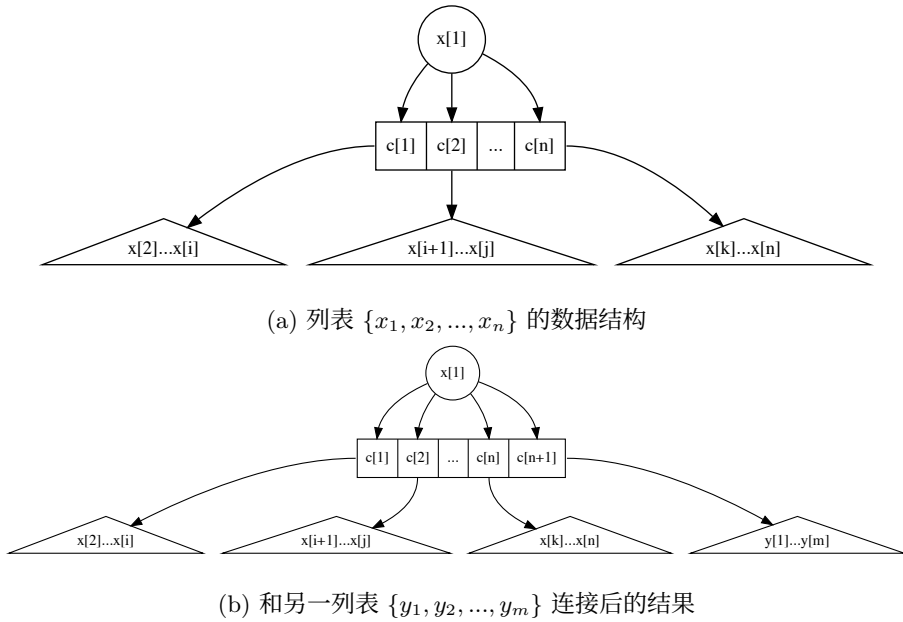 x[1]
c[1] c[2] ... c[n]
x[2]...x[i] x[i+1]...x[j] x[k]...x[n]
(a) 列表 {x₁, x₂, ..., xₙ} 的数据结构
x[1]
c[1] c[2] ... c[n] c[n+1]
x[2]...x[i] x[i+1]...x[j] x[k]...x[n] y[1]...y[m]
(b) 和另一列表 {y₁, y₂, ..., yₘ} 连接后的结果